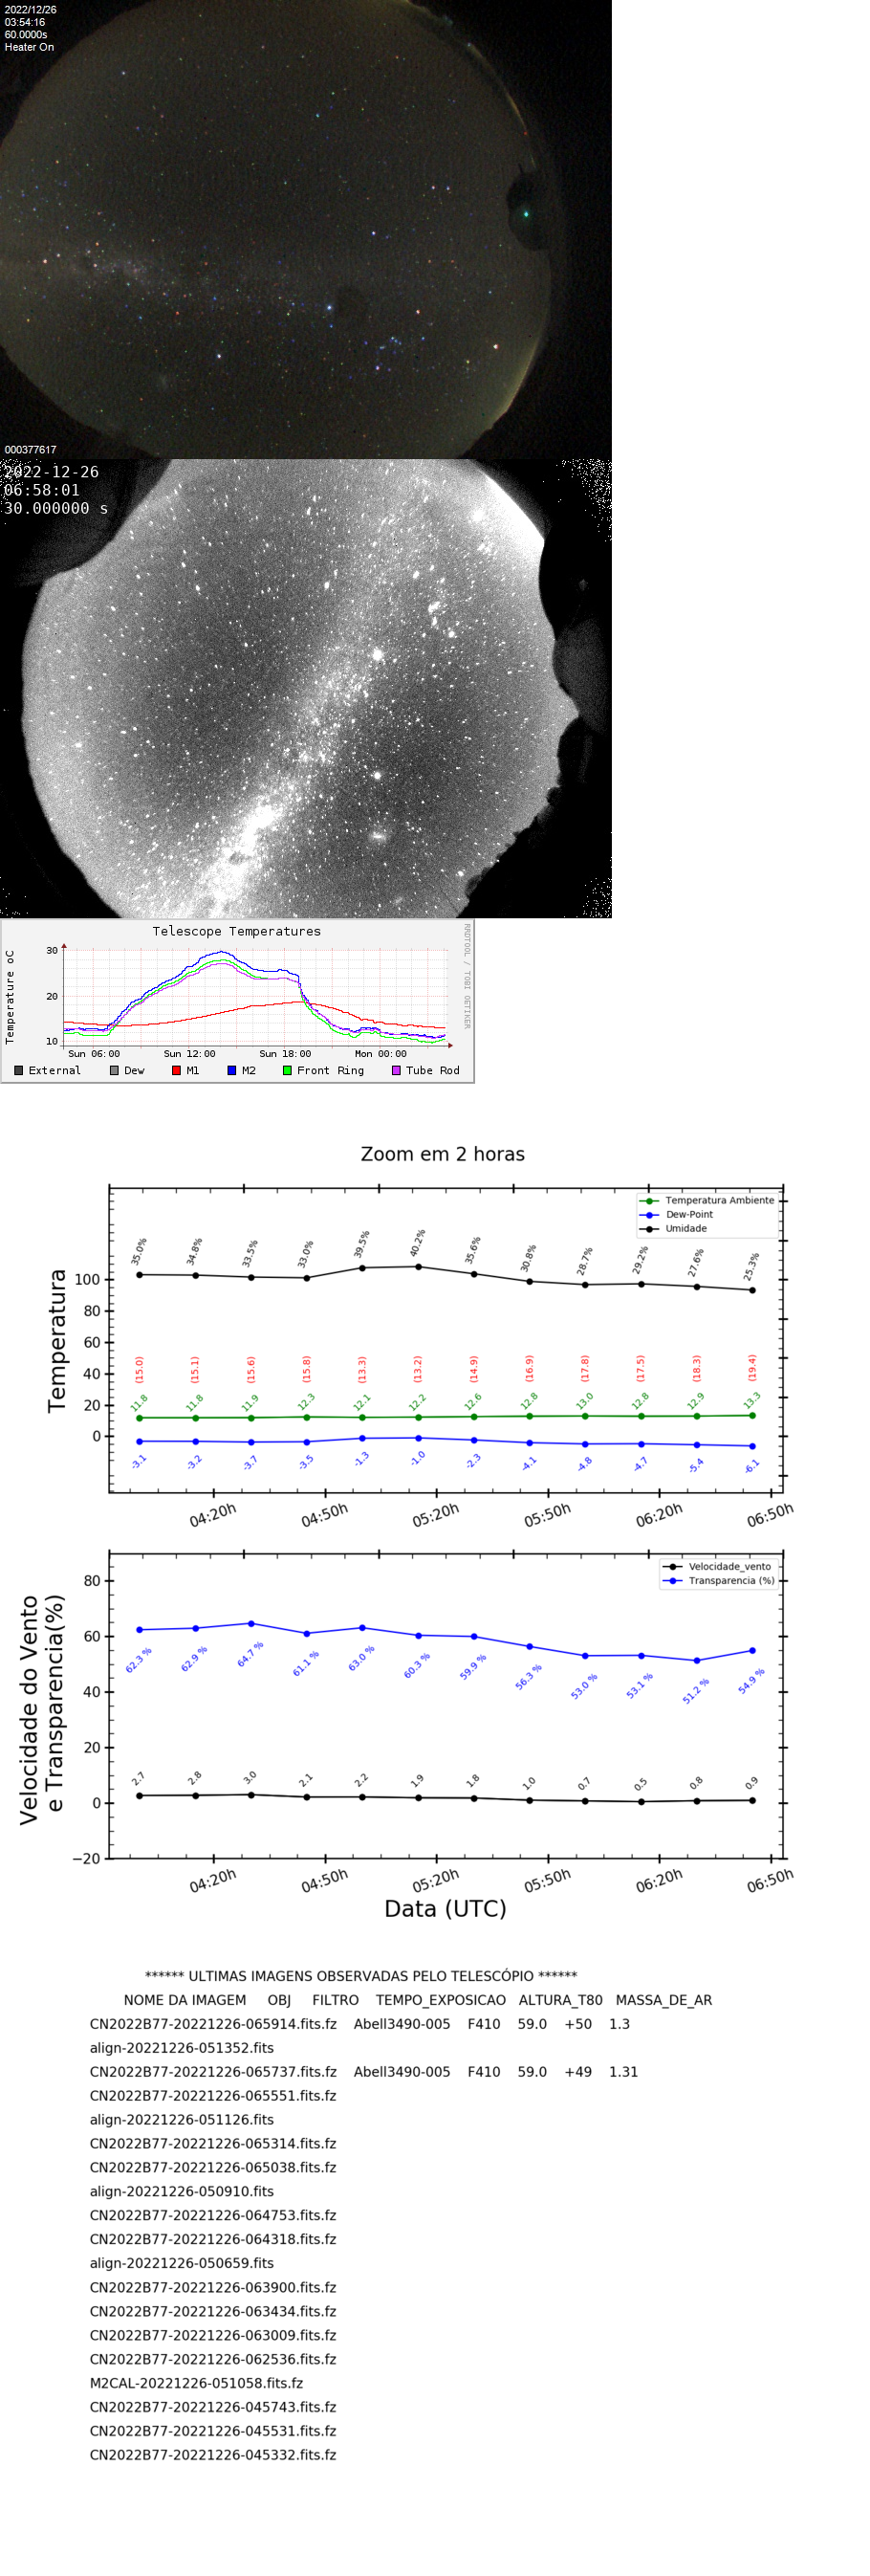 2022/12/26
03:54:16
60.0000s
Heater On
000377617
2022-12-26
06:58:01
30.000000 s
Telescope Temperatures
RRDTOOL / TOBI OETIKER
Temperature oC
30
20
10
Sun 06:00 Sun 12:00 Sun 18:00 Mon 00:00
External Dew M1 M2 Front Ring Tube Rod
Zoom em 2 horas
Temperatura Ambiente
Dew-Point
Umidade
Temperatura
100
80
60
40
20
0
35.0% 34.8% 33.5% 33.0% 39.5% 40.2% 35.6% 30.8% 28.7% 29.2% 27.6% 25.3%
(15.0) (15.1) (15.6) (15.8) (13.3) (13.2) (14.9) (16.9) (17.8) (17.5) (18.3) (19.4)
11.8 11.8 11.9 12.3 12.1 12.2 12.6 12.8 13.0 12.8 12.9 13.3
-3.1 -3.2 -3.7 -3.5 -1.3 -1.0 -2.3 -4.1 -4.8 -4.7 -5.4 -6.1
04:20h 04:50h 05:20h 05:50h 06:20h 06:50h
Velocidade_vento
Transparencia (%)
Velocidade do Vento
e Transparencia(%)
80
60
40
20
0
−20
62.3 % 62.9 % 64.7 % 61.1 % 63.0 % 60.3 % 59.9 % 56.3 % 53.0 % 53.1 % 51.2 % 54.9 %
2.7 2.8 3.0 2.1 2.2 1.9 1.8 1.0 0.7 0.5 0.8 0.9
04:20h 04:50h 05:20h 05:50h 06:20h 06:50h
Data (UTC)
****** ULTIMAS IMAGENS OBSERVADAS PELO TELESCÓPIO ******
NOME DA IMAGEM OBJ FILTRO TEMPO_EXPOSICAO ALTURA_T80 MASSA_DE_AR
CN2022B77-20221226-065914.fits.fz Abell3490-005 F410 59.0 +50 1.3
align-20221226-051352.fits
CN2022B77-20221226-065737.fits.fz Abell3490-005 F410 59.0 +49 1.31
CN2022B77-20221226-065551.fits.fz
align-20221226-051126.fits
CN2022B77-20221226-065314.fits.fz
CN2022B77-20221226-065038.fits.fz
align-20221226-050910.fits
CN2022B77-20221226-064753.fits.fz
CN2022B77-20221226-064318.fits.fz
align-20221226-050659.fits
CN2022B77-20221226-063900.fits.fz
CN2022B77-20221226-063434.fits.fz
CN2022B77-20221226-063009.fits.fz
CN2022B77-20221226-062536.fits.fz
M2CAL-20221226-051058.fits.fz
CN2022B77-20221226-045743.fits.fz
CN2022B77-20221226-045531.fits.fz
CN2022B77-20221226-045332.fits.fz